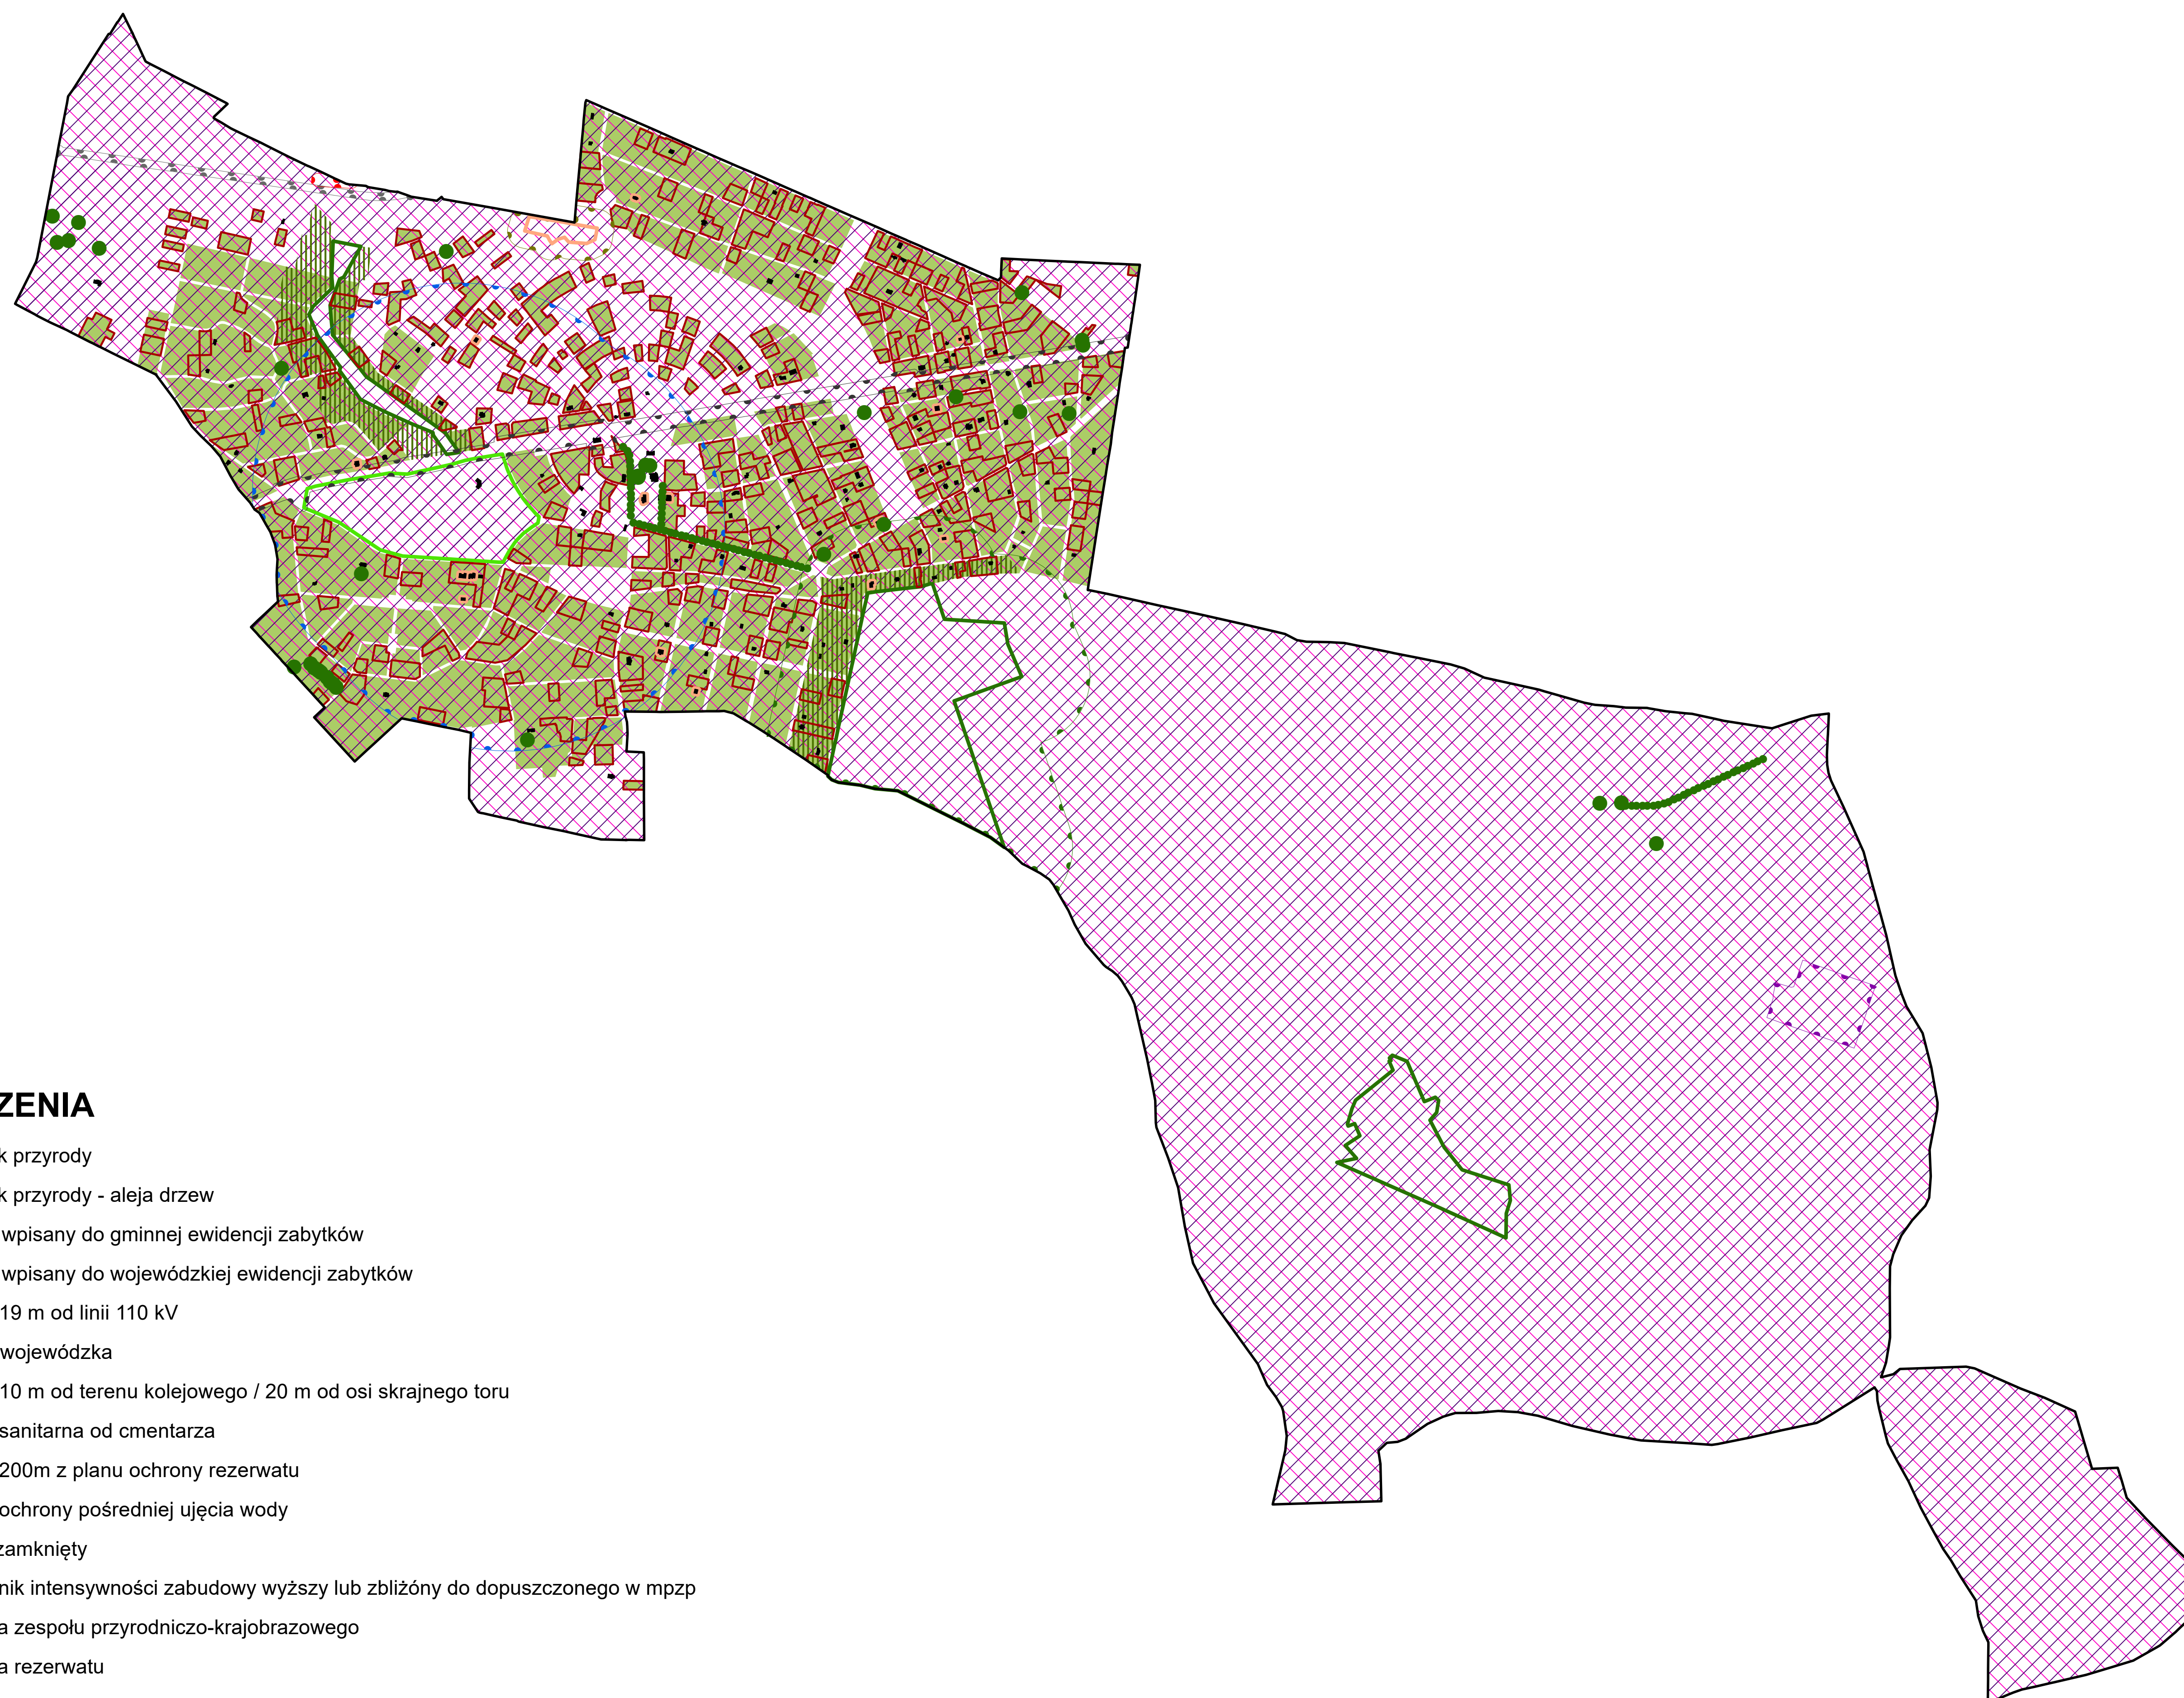 ZENIA
k przyrody
k przyrody - aleja drzew
wpisany do gminnej ewidencji zabytków
wpisany do wojewódzkiej ewidencji zabytków
19 m od linii 110 kV
wojewódzka
10 m od terenu kolejowego / 20 m od osi skrajnego toru
sanitarna od cmentarza
200m z planu ochrony rezerwatu
ochrony pośredniej ujęcia wody
zamknięty
nik intensywności zabudowy wyższy lub zbliżóny do dopuszczonego w mpzp
a zespołu przyrodniczo-krajobrazowego
a rezerwatu